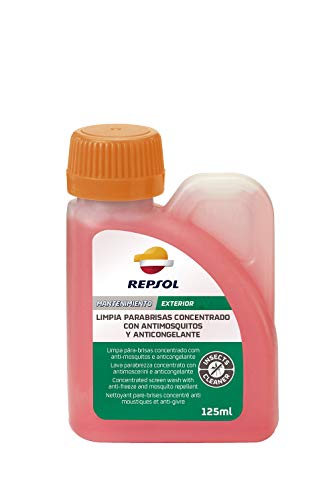 REPSOL
MANTENIMIENTO EXTERIOR
LIMPIA PARABRISAS CONCENTRADO
CON ANTIMOSQUITOS
Y ANTICONGELANTE
Limpa pára-brisas concentrado com
anti-mosquitos e anticongelante
Lava parabrezza concentrato con
antimoscerini e anticongelante
Concentrated screen wash with
anti-freeze and mosquito repellent
Nettoyant pare-brises concentré anti
moustiques et anti-givre
INSECTS
CLEANER
125ml